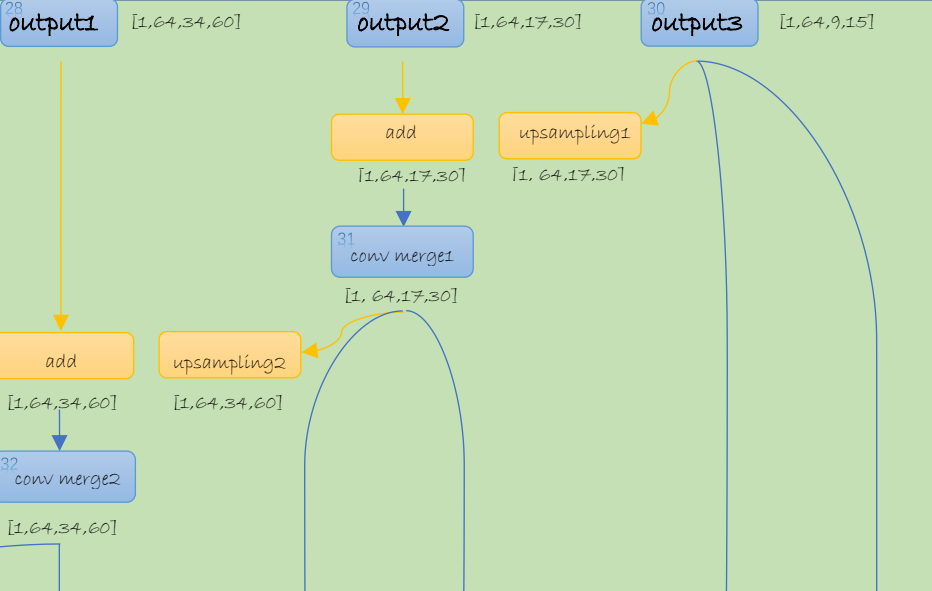 28
output1
[1,64,34,60]
29
output2
[1,64,17,30]
30
output3
[1,64,9,15]
add
[1,64,17,30]
upsampling1
[1, 64,17,30]
31
conv merge1
[1, 64,17,30]
add
[1,64,34,60]
upsampling2
[1,64,34,60]
32
conv merge2
[1,64,34,60]